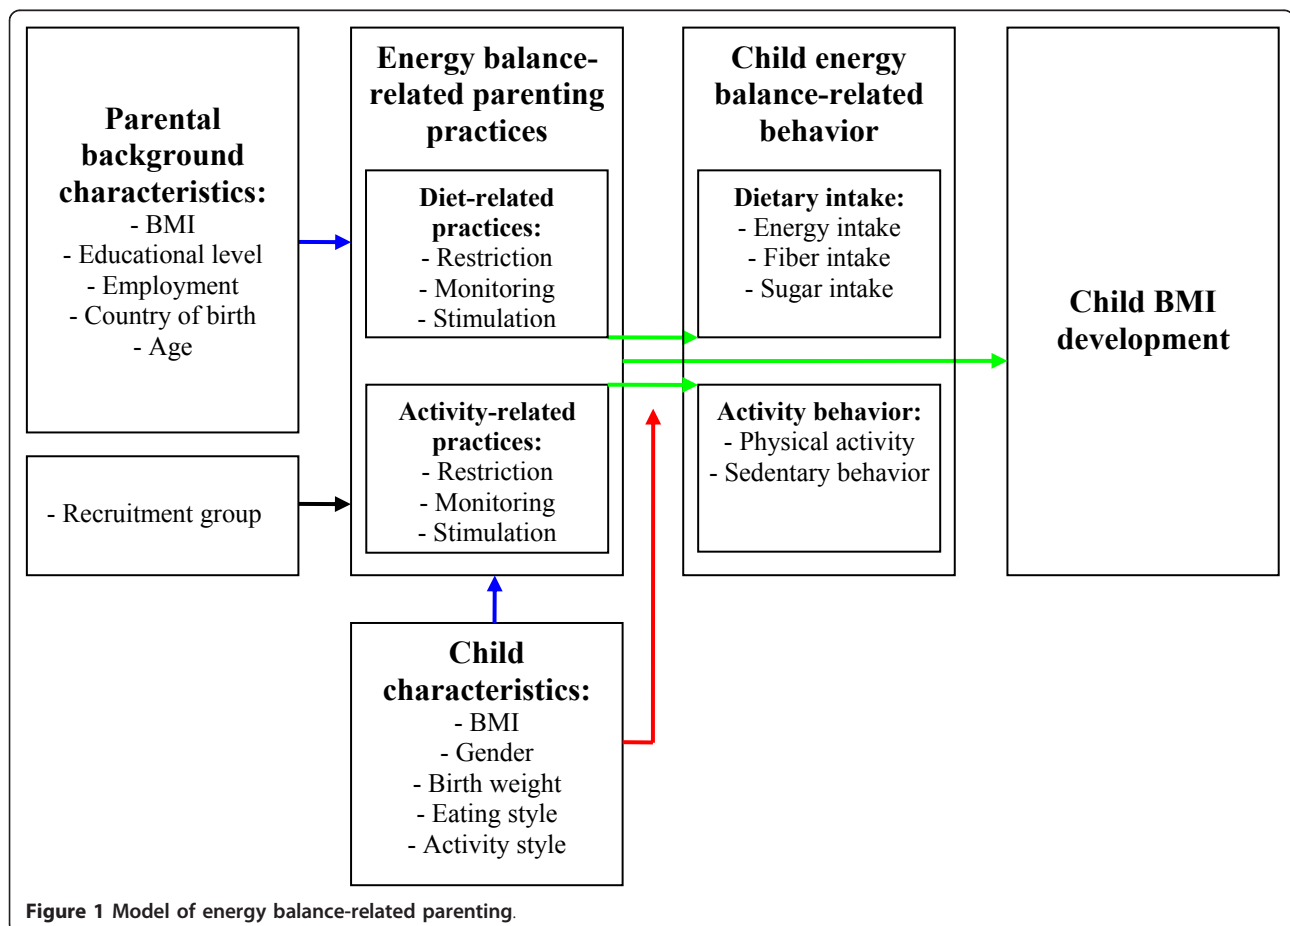 Parental
background
characteristics:
- BMI
- Educational level
- Employment
- Country of birth
- Age
- Recruitment group
Energy balance-
related parenting
practices
Diet-related
practices:
- Restriction
- Monitoring
- Stimulation
Activity-related
practices:
- Restriction
- Monitoring
- Stimulation
Child
characteristics:
- BMI
- Gender
- Birth weight
- Eating style
- Activity style
Child energy
balance-related
behavior
Dietary intake:
- Energy intake
- Fiber intake
- Sugar intake
Activity behavior:
- Physical activity
- Sedentary behavior
Child BMI
development
Figure 1 Model of energy balance-related parenting.